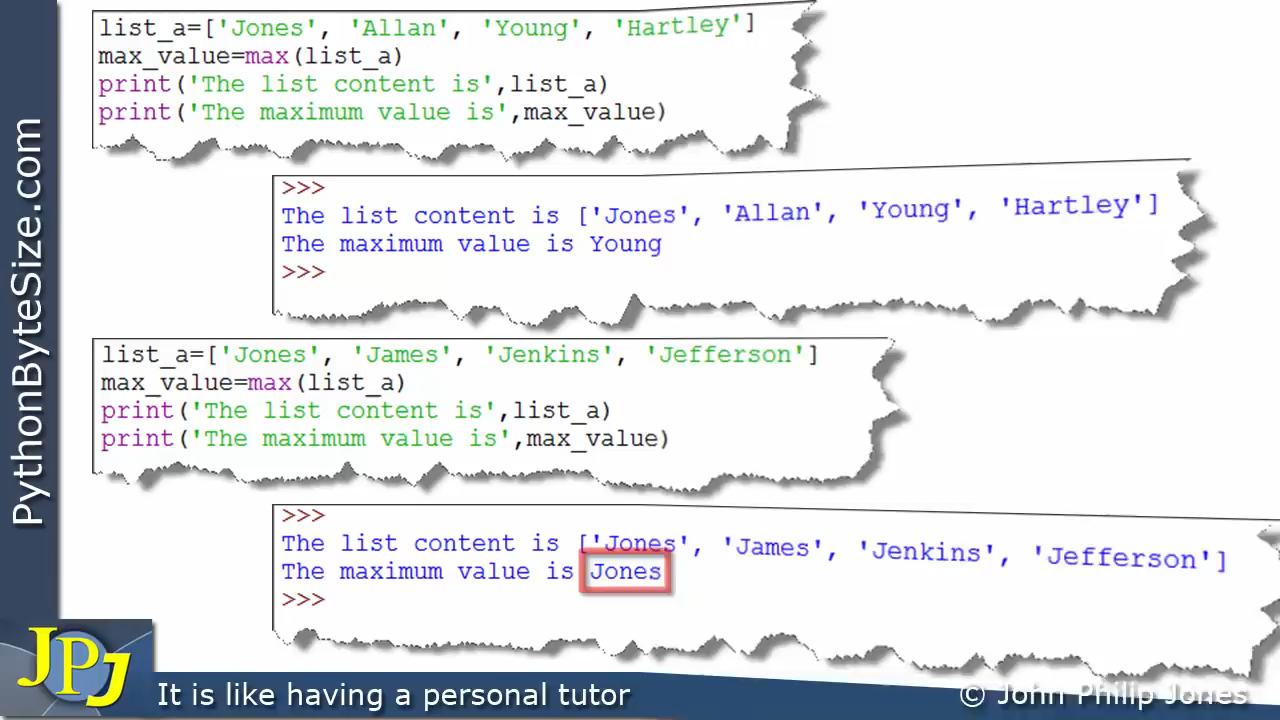 PythonByteSize.com
list_a=['Jones', 'Allan', 'Young', 'Hartley']
max_value=max(list_a)
print('The list content is',list_a)
print('The maximum value is',max_value)
>>>
The list content is ['Jones', 'Allan', 'Young', 'Hartley']
The maximum value is Young
>>>
list_a=['Jones', 'James', 'Jenkins', 'Jefferson']
max_value=max(list_a)
print('The list content is',list_a)
print('The maximum value is',max_value)
>>>
The list content is ['Jones', 'James', 'Jenkins', 'Jefferson']
The maximum value is Jones
>>>
JPJ
It is like having a personal tutor
© John Philip Jones